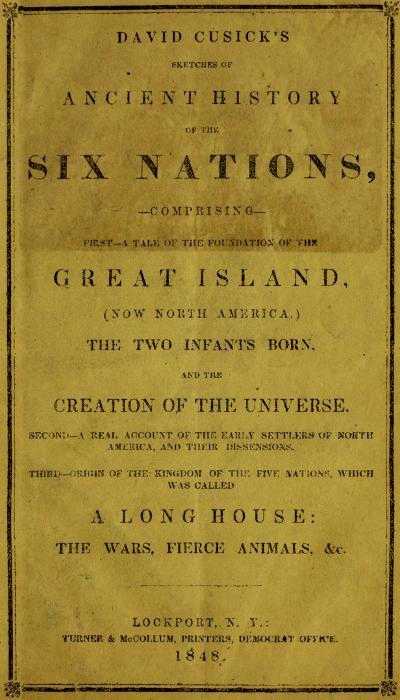 DAVID CUSICK'S
SKETCHES OF
ANCIENT HISTORY
OF THE
SIX NATIONS,
—COMPRISING—
FIRST—A TALE OF THE FOUNDATION OF THE
GREAT ISLAND,
(NOW NORTH AMERICA,)
THE TWO INFANTS BORN,
AND THE
CREATION OF THE UNIVERSE.
SECOND—A REAL ACCOUNT OF THE EARLY SETTLERS OF NORTH
AMERICA, AND THEIR DISSENSIONS.
THIRD—ORIGIN OF THE KINGDOM OF THE FIVE NATIONS, WHICH
WAS CALLED
A LONG HOUSE:
THE WARS, FIERCE ANIMALS, &c.
LOCKPORT, N. Y.:
TURNER & McCOLLUM, PRINTERS, DEMOCRAT OFFICE.
1848.